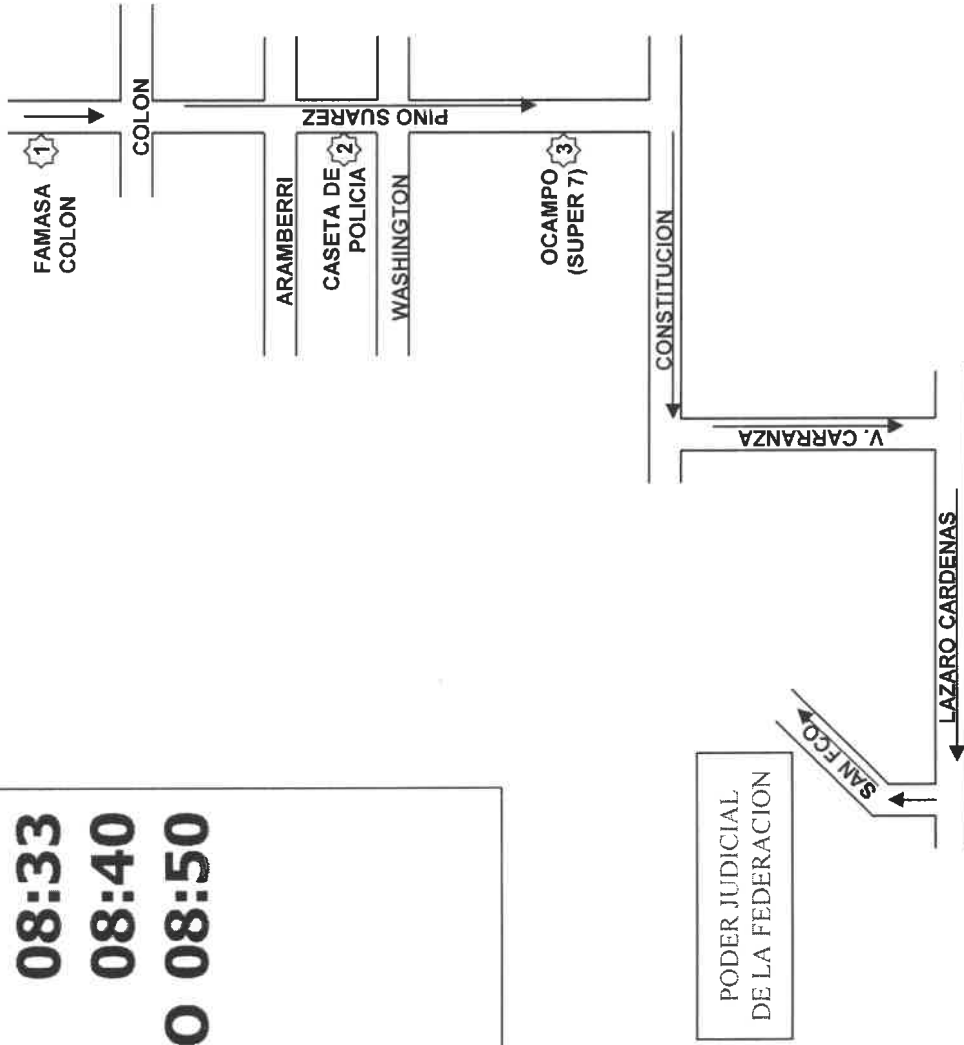 08:33
08:40
O 08:50
FAMASA
COLON
1
COLON
ARAMBERRI
CASETA DE
POLICIA
2
WASHINGTON
PINO SUAREZ
OCAMPO
(SUPER 7)
3
CONSTITUCION
V. CARRANZA
LAZARO CARDENAS
SAN FCO
PODER JUDICIAL
DE LA FEDERACION